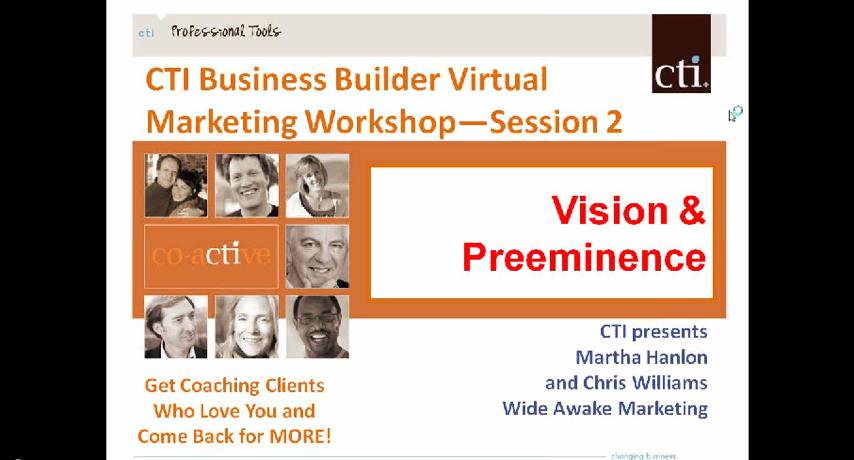 cti Professional Tools
cti
CTI Business Builder Virtual
Marketing Workshop—Session 2
Vision &
Preeminence
co-active
CTI presents
Martha Hanlon
and Chris Williams
Wide Awake Marketing
Get Coaching Clients
Who Love You and
Come Back for MORE!
changing business.